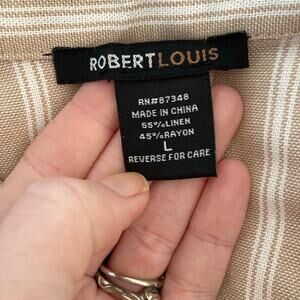 ROBERTLOUIS
RN#87348
MADE IN CHINA
55%LINEN
45%RAYON
L
REVERSE FOR CARE